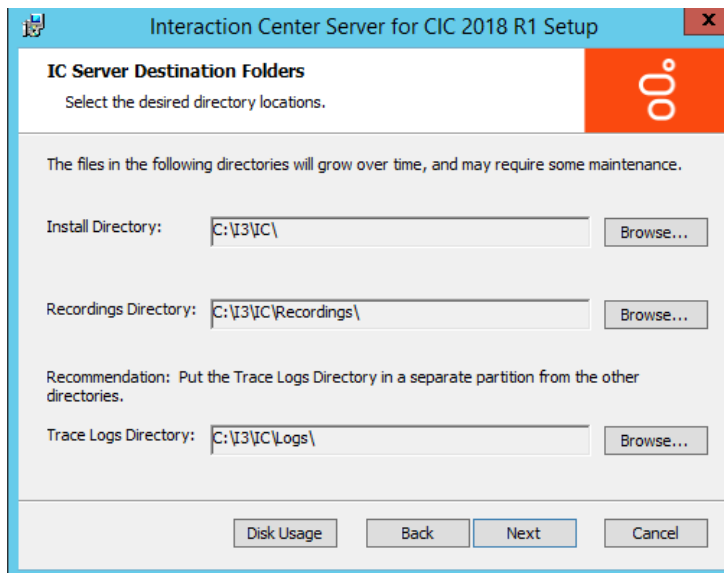 Interaction Center Server for CIC 2018 R1 Setup
x
IC Server Destination Folders
Select the desired directory locations.
The files in the following directories will grow over time, and may require some maintenance.
Install Directory: C:\I3\IC\ Browse...
Recordings Directory: C:\I3\IC\Recordings\ Browse...
Recommendation: Put the Trace Logs Directory in a separate partition from the other
directories.
Trace Logs Directory: C:\I3\IC\Logs\ Browse...
Disk Usage Back Next Cancel